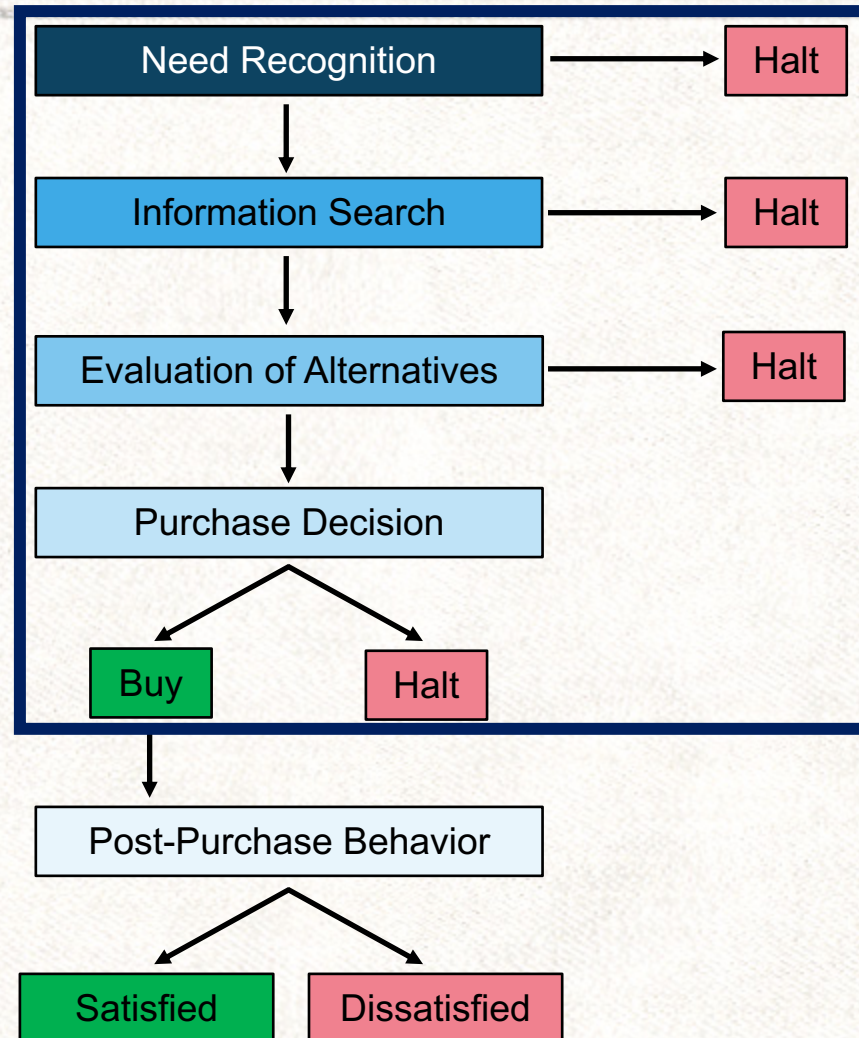 Need Recognition
Halt
Information Search
Halt
Evaluation of Alternatives
Halt
Purchase Decision
Buy
Halt
Post-Purchase Behavior
Satisfied
Dissatisfied